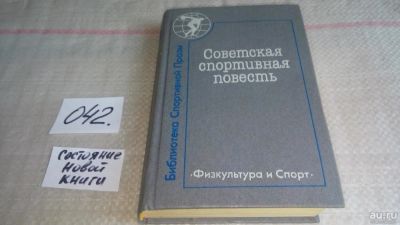 Советская
спортивная
повесть
Библиотека Спортивной Прозы
·Физкультура и Спорт·
042.
Состояние
Новой
Книги
au.ru